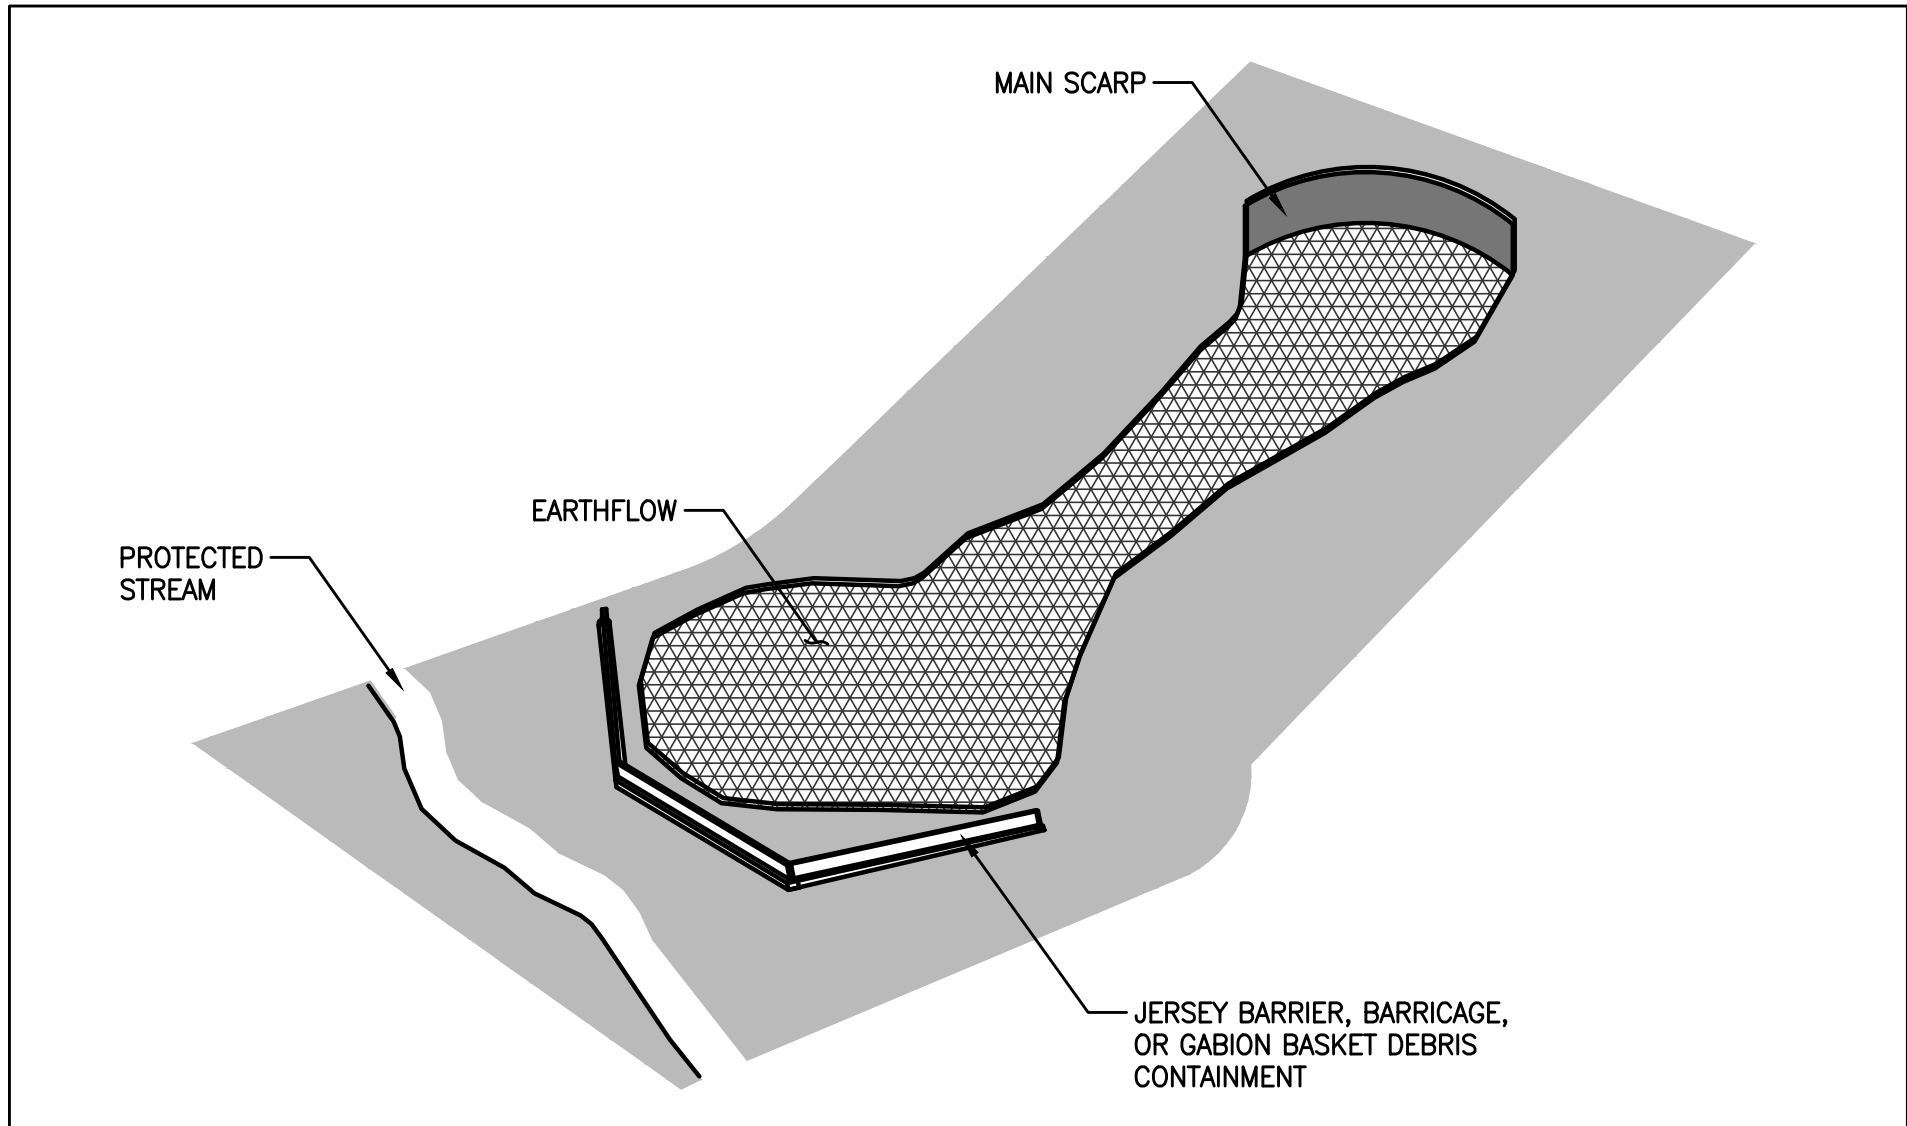 MAIN SCARP
EARTHFLOW
PROTECTED
STREAM
JERSEY BARRIER, BARRICAGE,
OR GABION BASKET DEBRIS
CONTAINMENT